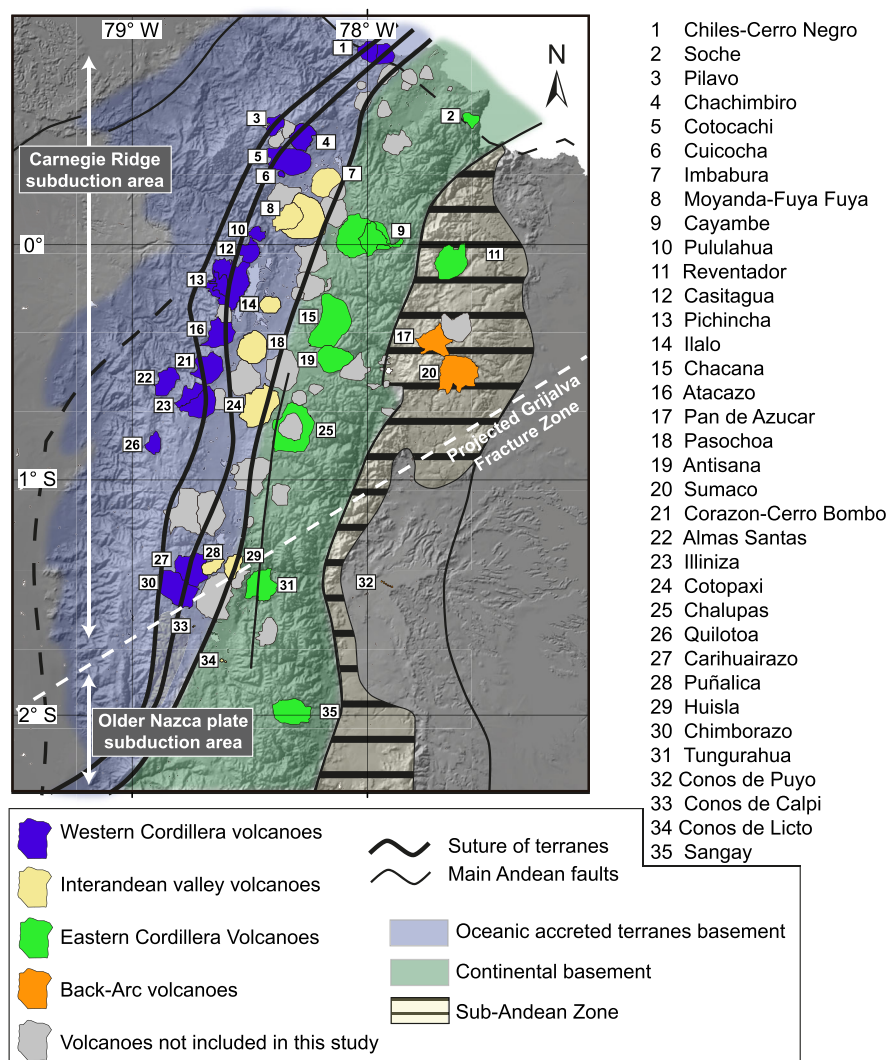 79° W
78° W
N
Carnegie Ridge
subduction area
0°
1° S
2° S
Projected Grijalva
Fracture Zone
Older Nazca plate
subduction area
1
2
3
4
5
6
7
8
9
10
11
12
13
14
15
16
17
18
19
20
21
22
23
24
25
26
27
28
29
30
31
32
33
34
35
1 Chiles-Cerro Negro
2 Soche
3 Pilavo
4 Chachimbiro
5 Cotocachi
6 Cuicocha
7 Imbabura
8 Moyanda-Fuya Fuya
9 Cayambe
10 Pululahua
11 Reventador
12 Casitagua
13 Pichincha
14 Ilalo
15 Chacana
16 Atacazo
17 Pan de Azucar
18 Pasochoa
19 Antisana
20 Sumaco
21 Corazon-Cerro Bombo
22 Almas Santas
23 Illiniza
24 Cotopaxi
25 Chalupas
26 Quilotoa
27 Carihuairazo
28 Puñalica
29 Huisla
30 Chimborazo
31 Tungurahua
32 Conos de Puyo
33 Conos de Calpi
34 Conos de Licto
35 Sangay
Western Cordillera volcanoes
Interandean valley volcanoes
Eastern Cordillera Volcanoes
Back-Arc volcanoes
Volcanoes not included in this study
Suture of terranes
Main Andean faults
Oceanic accreted terranes basement
Continental basement
Sub-Andean Zone